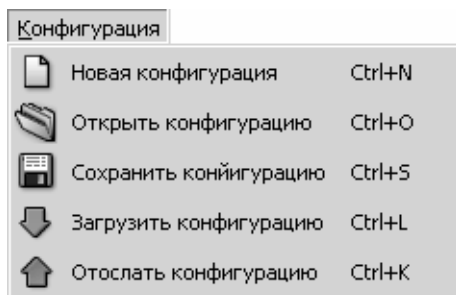 Конфигурация
Новая конфигурация Ctrl+N
Открыть конфигурацию Ctrl+O
Сохранить конйигурацию Ctrl+S
Загрузить конфигурацию Ctrl+L
Отослать конфигурацию Ctrl+K